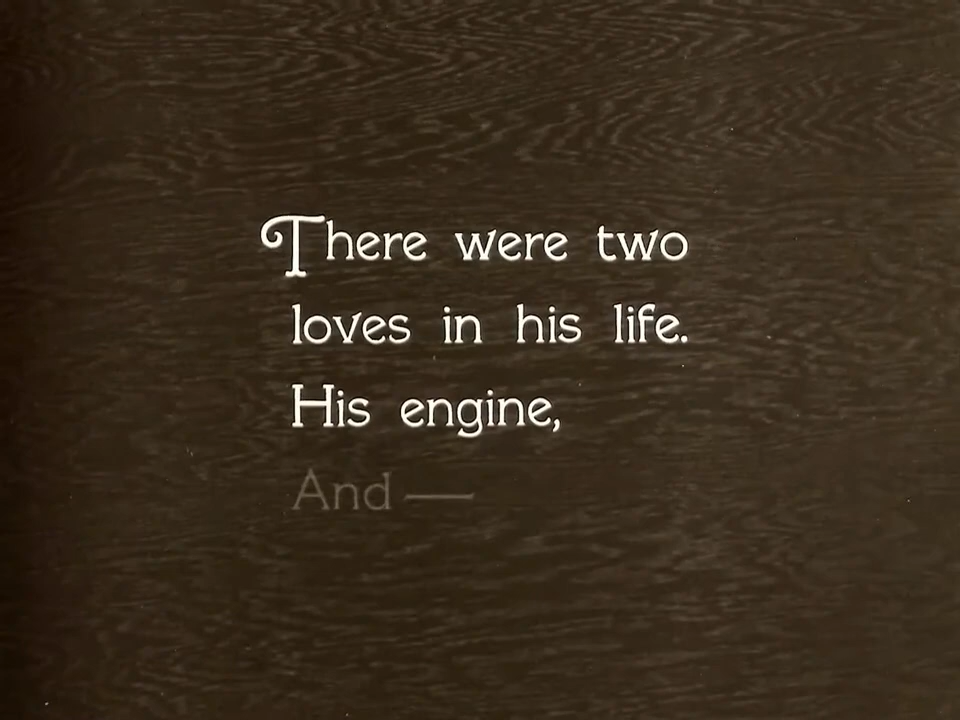 There were two
loves in his life.
His engine,
And —